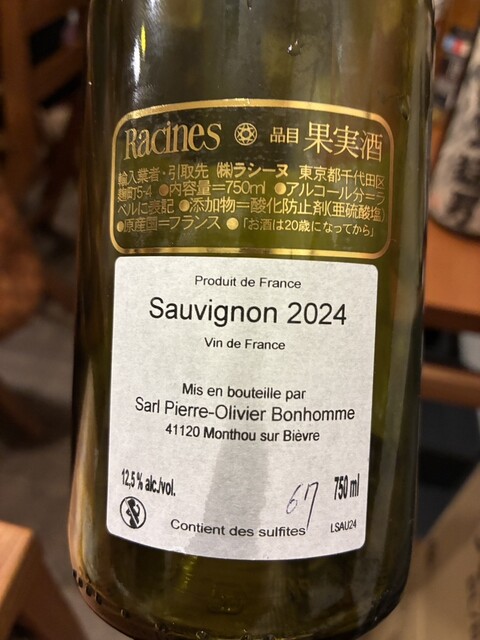 Racines 品目 果実酒
輸入業者・引取先 ㈱ラシーヌ 東京都千代田区
麹町5-4 ●内容量=750ml ●アルコール分=ラ
ベルに表記 ●添加物=酸化防止剤(亜硫酸塩)
●原産国=フランス ●「お酒は20歳になってから」
Produit de France
Sauvignon 2024
Vin de France
Mis en bouteille par
Sarl Pierre-Olivier Bonhomme
41120 Monthou sur Bièvre
12,5 % alc./vol.
67
750 ml
Contient des sulfites
LSAU24